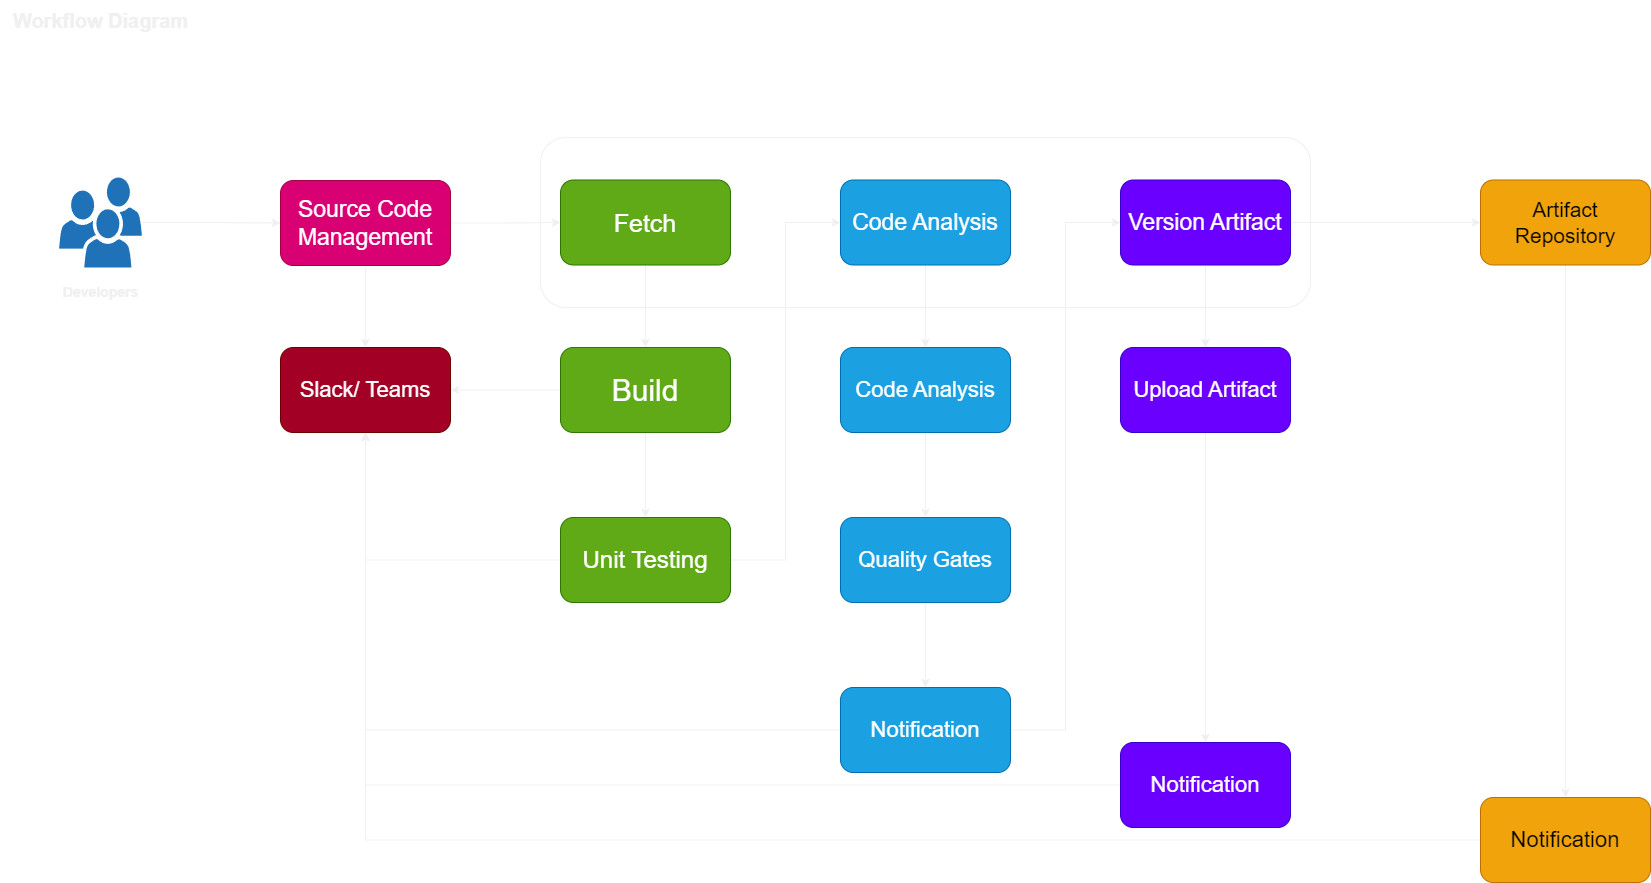 Workflow Diagram
Developers
Source Code
Management
Fetch
Code Analysis
Version Artifact
Artifact
Repository
Slack/ Teams
Build
Code Analysis
Upload Artifact
Unit Testing
Quality Gates
Notification
Notification
Notification